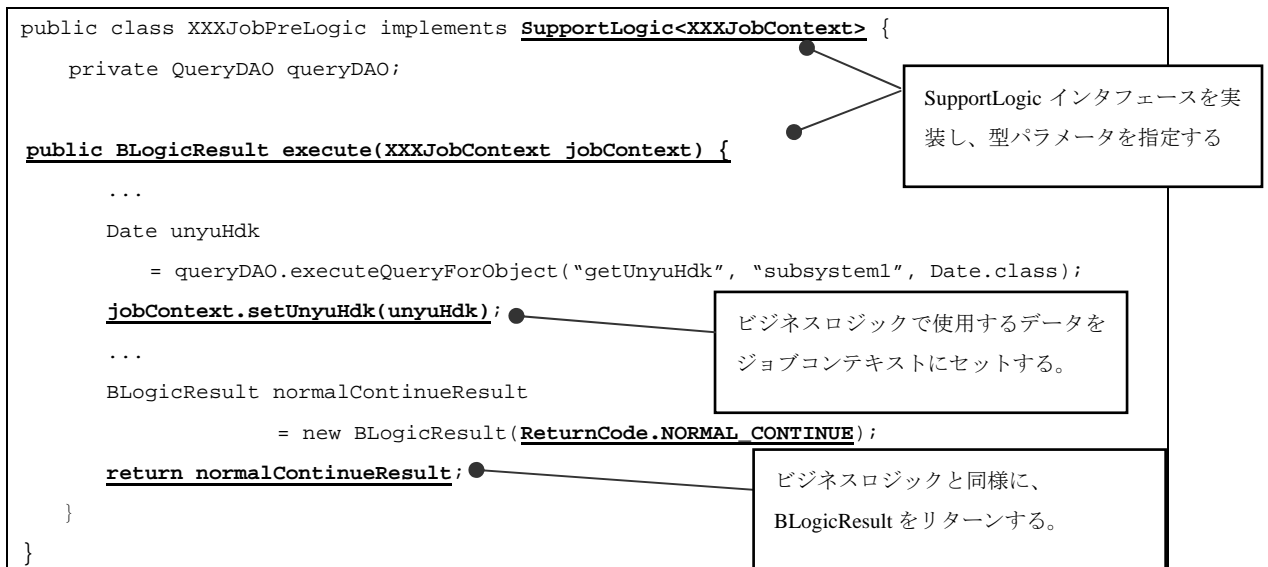 public class XXXJobPreLogic implements SupportLogic<XXXJobContext> {
private QueryDAO queryDAO;
SupportLogic インタフェースを実
装し、型パラメータを指定する
public BLogicResult execute(XXXJobContext jobContext) {
...
Date unyuHdk
= queryDAO.executeQueryForObject(“getUnyuHdk”, “subsystem1”, Date.class);
jobContext.setUnyuHdk(unyuHdk);
ビジネスロジックで使用するデータを
ジョブコンテキストにセットする。
...
BLogicResult normalContinueResult
= new BLogicResult(ReturnCode.NORMAL_CONTINUE);
return normalContinueResult;
ビジネスロジックと同様に、
BLogicResult をリターンする。
}
}